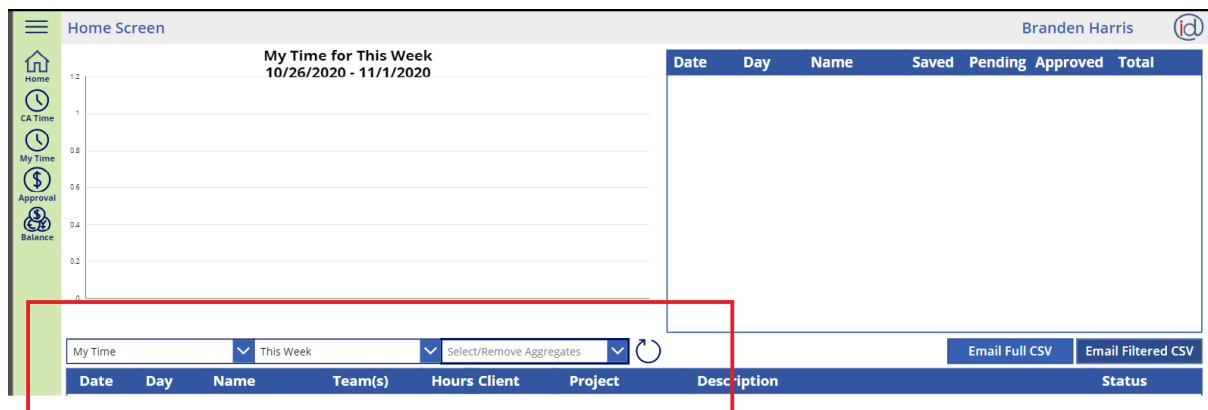 Home Screen
Branden Harris
id
Home
CA Time
My Time
Approval
Balance
My Time for This Week
10/26/2020 - 11/1/2020
1.2
1
0.8
0.6
0.4
0.2
0
Date Day Name Saved Pending Approved Total
My Time
This Week
Select/Remove Aggregates
Email Full CSV
Email Filtered CSV
Date Day Name Team(s) Hours Client Project Description Status